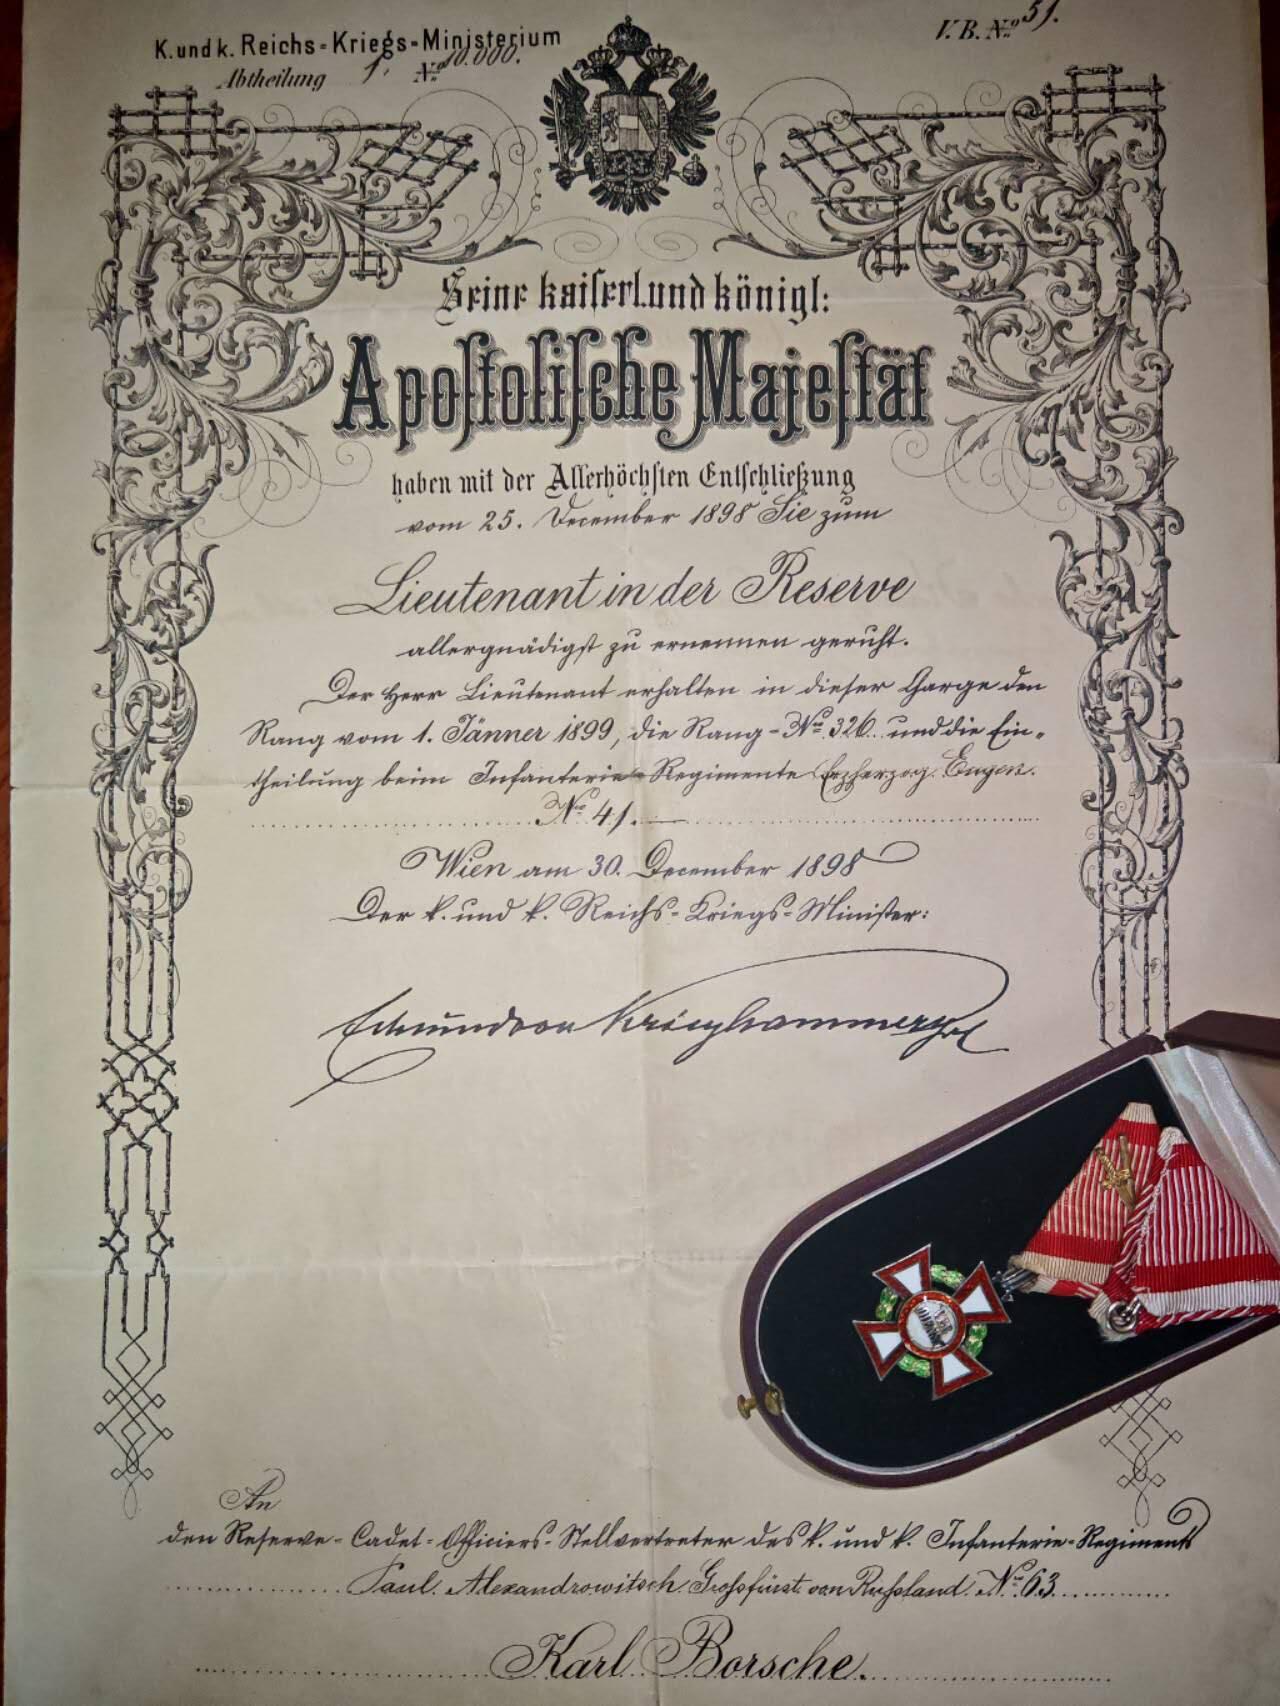 K. und k. Reichs-Kriegs-Ministerium
Abtheilung 1. No 10.000.
V. B. No 51.
Seine kaiserl. und königl:
Apostolische Majestät
haben mit der Allerhöchsten Entschließung
vom 25. December 1898 Sie zum
Lieutenant in der Reserve
allergnädigst zu ernennen geruht.
Der Herr Lieutenant erhalten in dieser Charge den
Rang vom 1. Jänner 1899, die Rang-No 326 und die Ein-
theilung beim Infanterie-Regimente Erzherzog Eugen.
No 41.
Wien am 30. December 1898
Der k. und k. Reichs-Kriegs-Minister:
Edmund von Krieghammer
An
den Reserve-Cadet-Officiers-Stellvertreter des k. und k. Infanterie-Regiments
Paul Alexandrowitsch Grossfürst von Russland No 63
Karl Borsche.